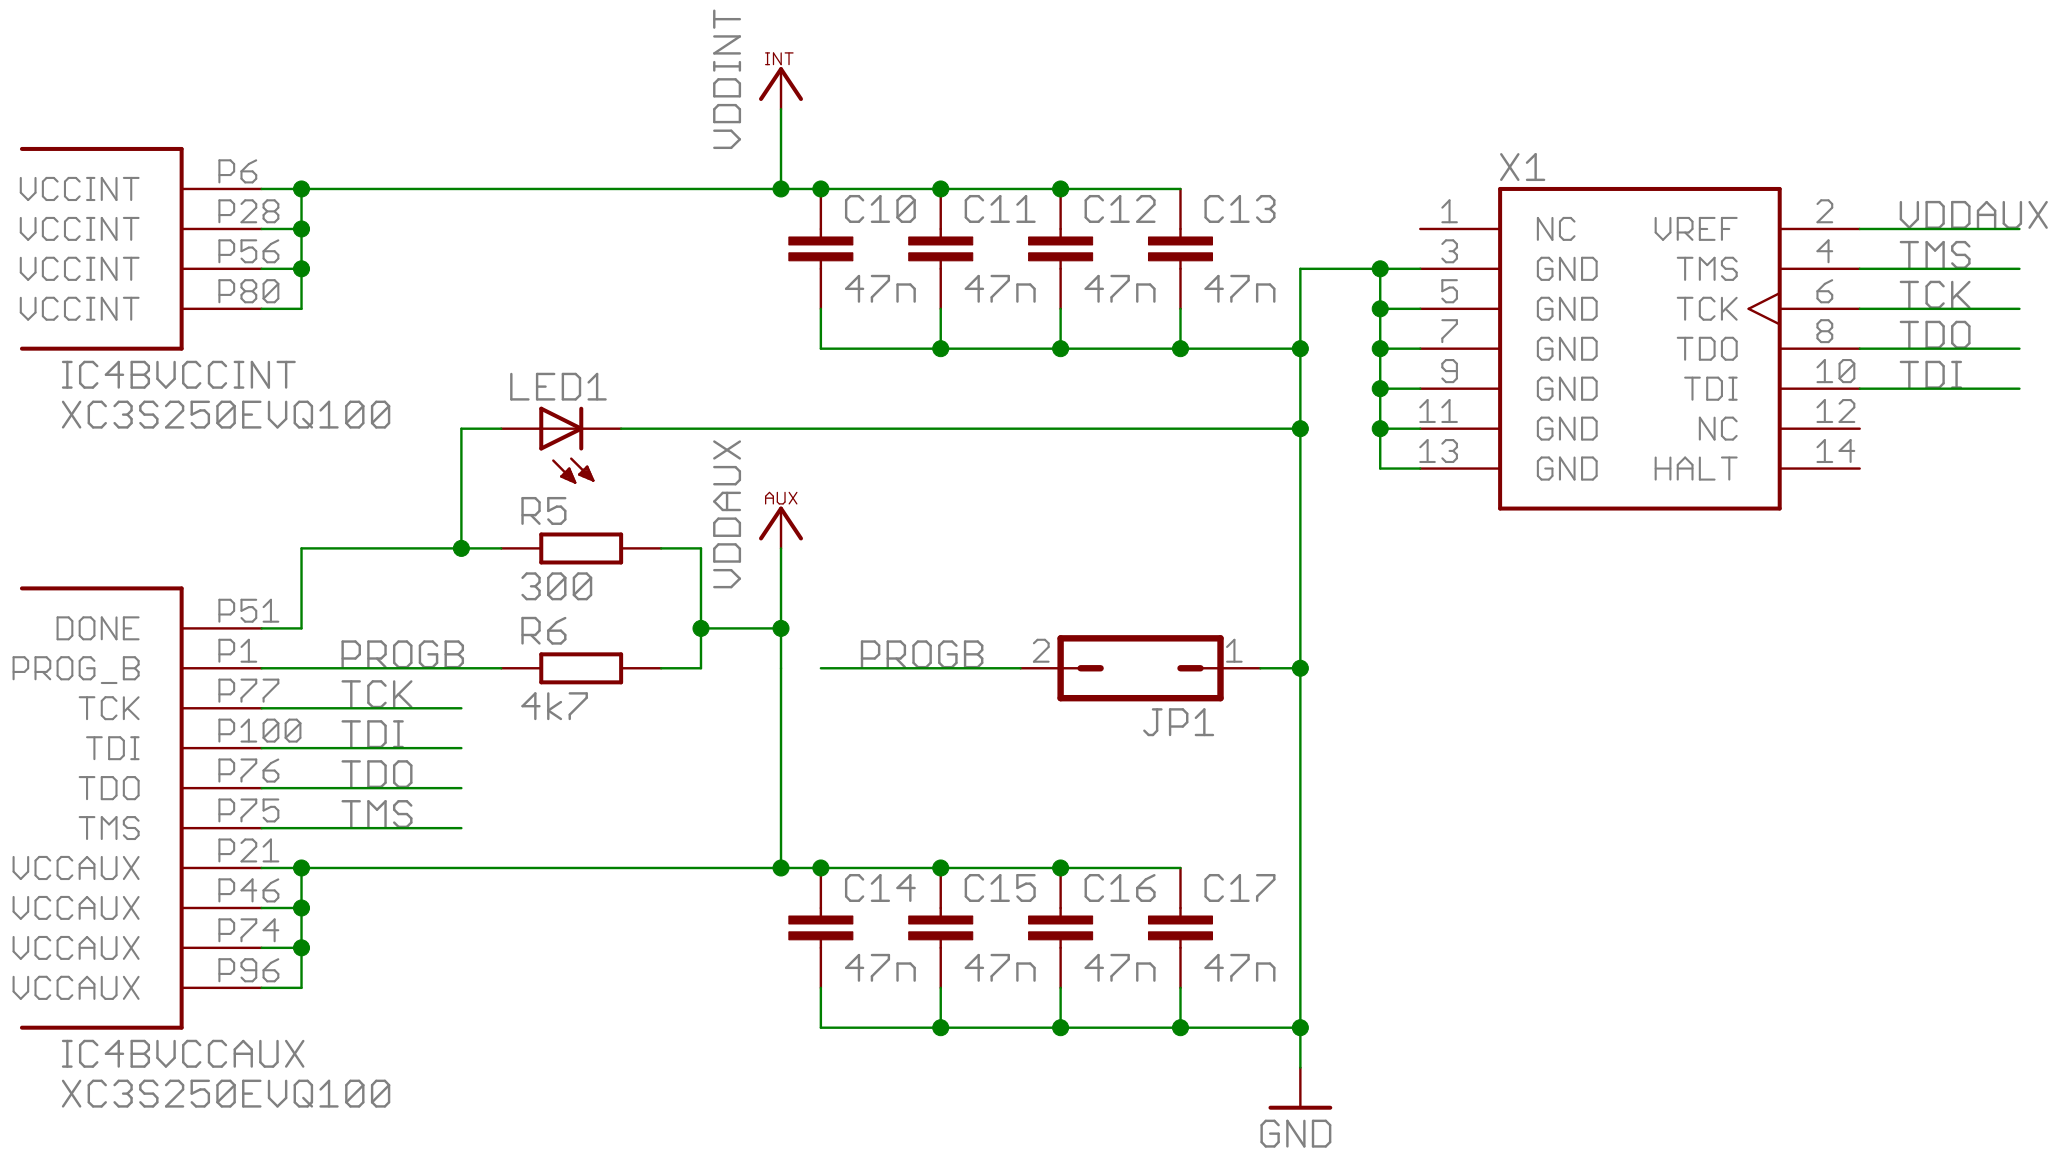 VDDINT
INT
VCCINT P6
VCCINT P28
VCCINT P56
VCCINT P80
IC4BVCCINT
XC3S250EVQ100
C10 C11 C12 C13
47n 47n 47n 47n
X1
1 NC VREF 2 VDDAUX
3 GND TMS 4 TMS
5 GND TCK 6 TCK
7 GND TDO 8 TDO
9 GND TDI 10 TDI
11 GND NC 12
13 GND HALT 14
LED1
VDDAUX
AUX
R5
300
R6
4k7
DONE P51
PROG_B P1 PROGB
TCK P77 TCK
TDI P100 TDI
TDO P76 TDO
TMS P75 TMS
VCCAUX P21
VCCAUX P46
VCCAUX P74
VCCAUX P96
IC4BVCCAUX
XC3S250EVQ100
PROGB 2 1
JP1
C14 C15 C16 C17
47n 47n 47n 47n
GND